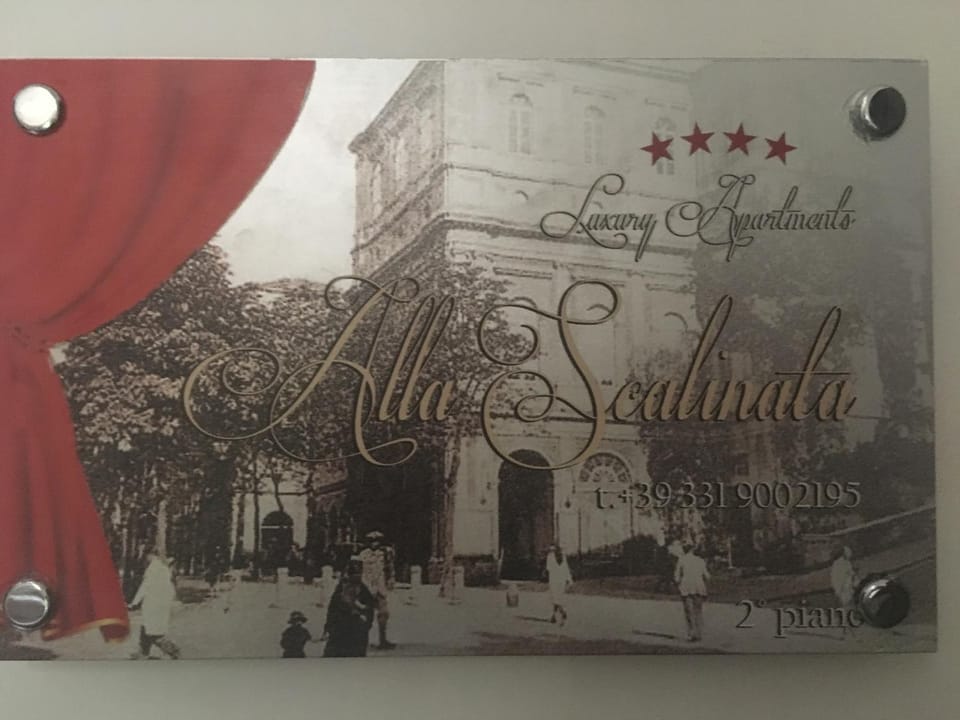 Luxury Apartments
Alla Scalinata
t. +39 331 9002195
2° piano